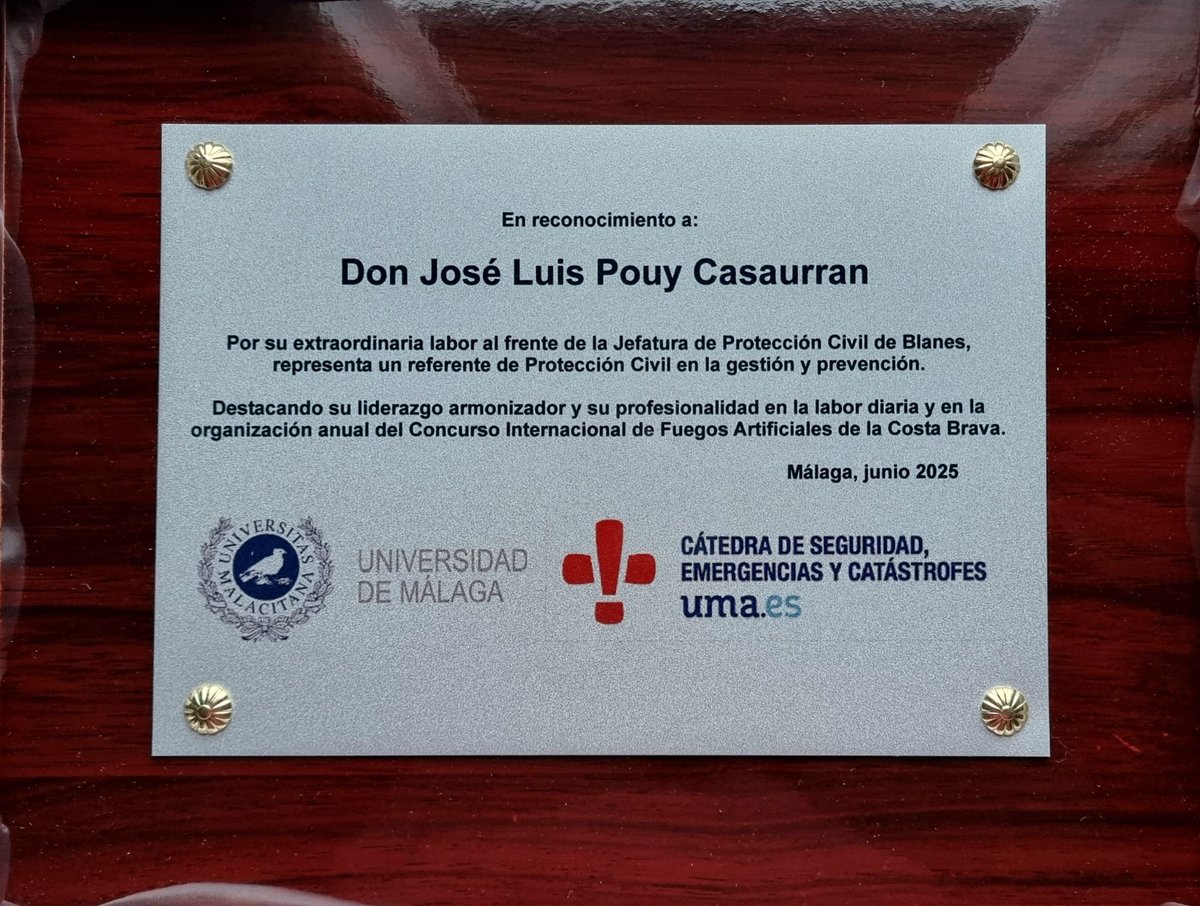 En reconocimiento a:
Don José Luis Pouy Casaurran
Por su extraordinaria labor al frente de la Jefatura de Protección Civil de Blanes,
representa un referente de Protección Civil en la gestión y prevención.
Destacando su liderazgo armonizador y su profesionalidad en la labor diaria y en la
organización anual del Concurso Internacional de Fuegos Artificiales de la Costa Brava.
Málaga, junio 2025
UNIVERSITAS MALACITANA
UNIVERSIDAD
DE MÁLAGA
CÁTEDRA DE SEGURIDAD,
EMERGENCIAS Y CATÁSTROFES
uma.es